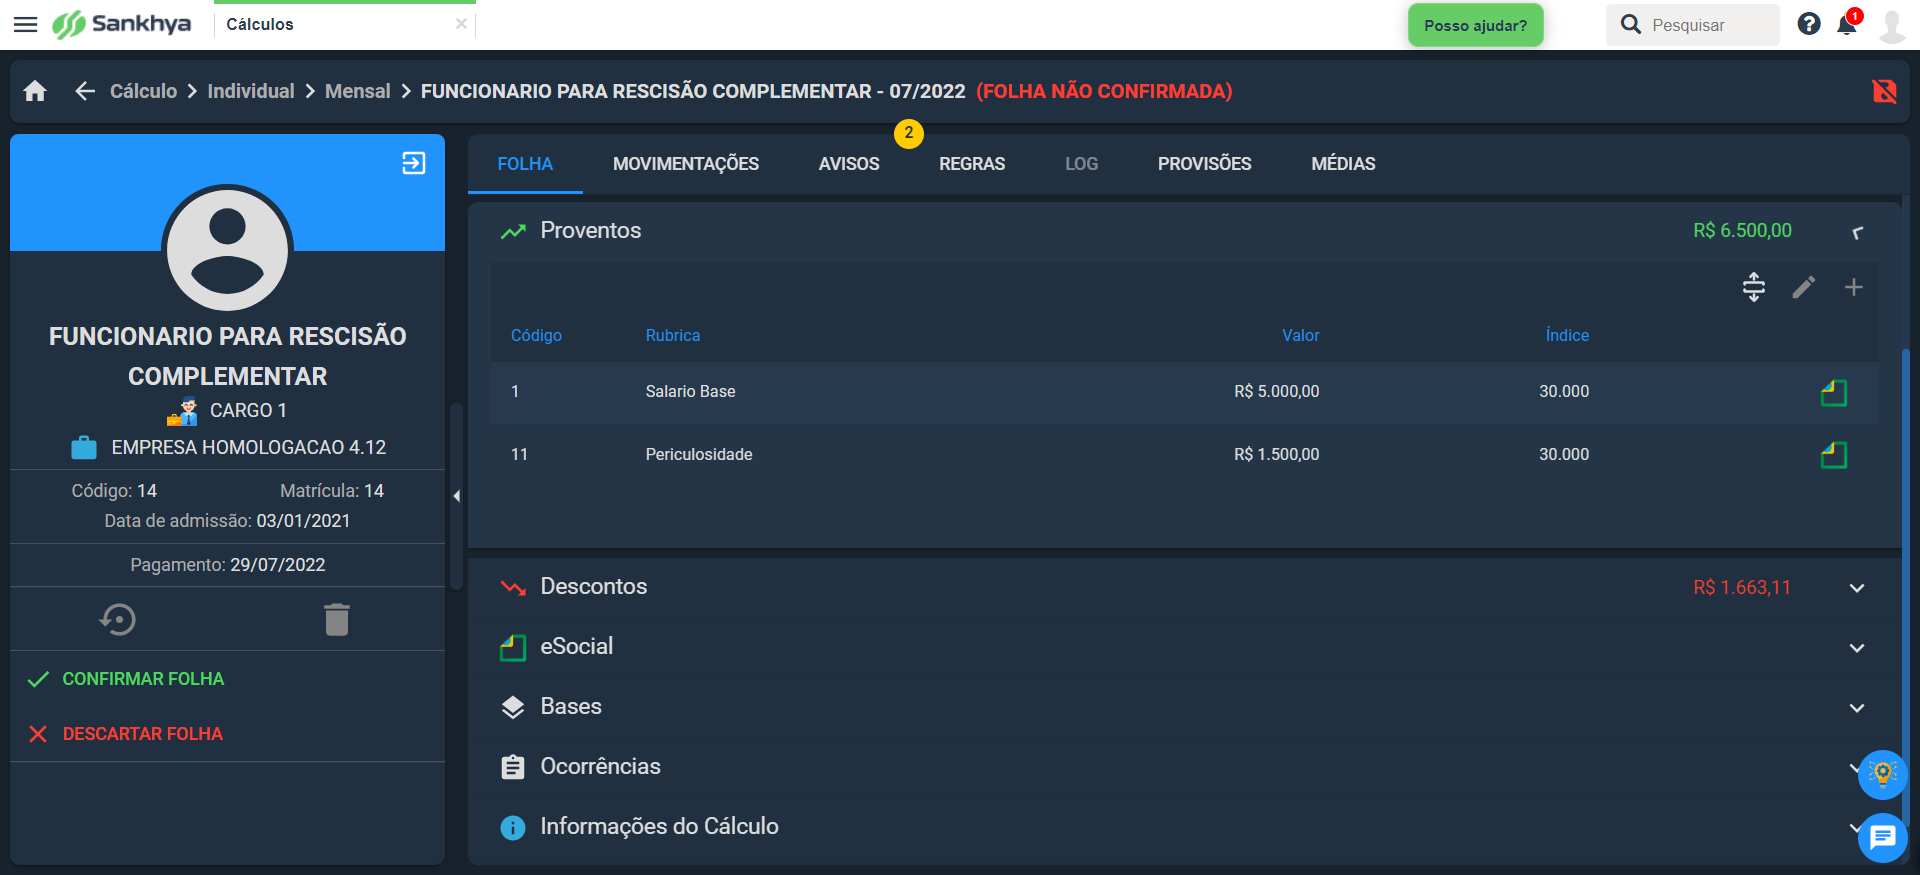 Sankhya
Cálculos
Posso ajudar?
Pesquisar
1
Cálculo
Individual
Mensal
FUNCIONARIO PARA RESCISÃO COMPLEMENTAR - 07/2022 (FOLHA NÃO CONFIRMADA)
FUNCIONARIO PARA RESCISÃO
COMPLEMENTAR
CARGO 1
EMPRESA HOMOLOGACAO 4.12
Código: 14
Matrícula: 14
Data de admissão: 03/01/2021
Pagamento: 29/07/2022
CONFIRMAR FOLHA
DESCARTAR FOLHA
FOLHA
MOVIMENTAÇÕES
AVISOS
2
REGRAS
LOG
PROVISÕES
MÉDIAS
Proventos R$ 6.500,00
Código Rubrica Valor Índice
1 Salario Base R$ 5.000,00 30.000
11 Periculosidade R$ 1.500,00 30.000
Descontos R$ 1.663,11
eSocial
Bases
Ocorrências
Informações do Cálculo